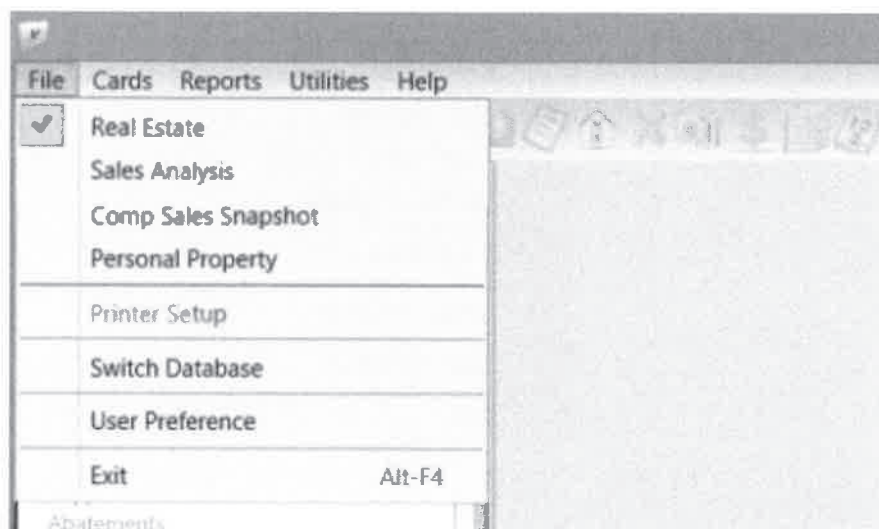 File Cards Reports Utilities Help
Real Estate
Sales Analysis
Comp Sales Snapshot
Personal Property
Printer Setup
Switch Database
User Preference
Exit Alt-F4
Abatements